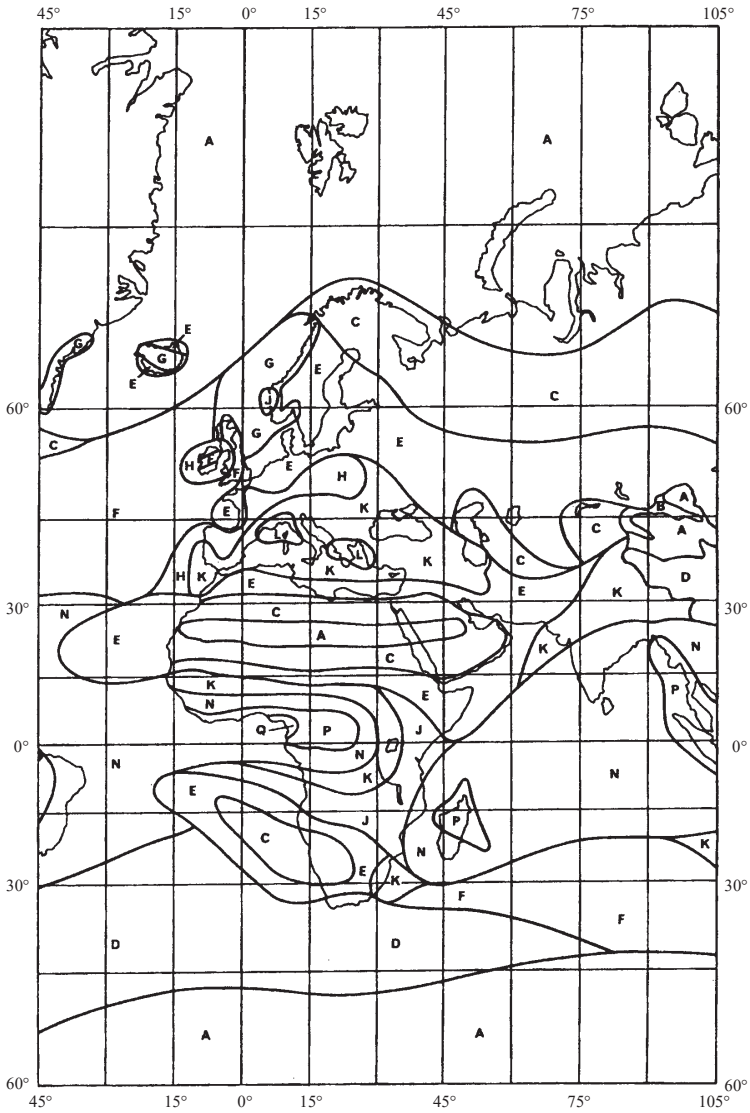 45° 15° 0° 15° 45° 75° 105°
A A
C
E
G G G E
E J C
60° 60°
G
C E
H E F E H
K A
F E B
L C A
L C
H K K K D
E K E K
30° 30°
N C
E A N
C K
K E P
N
Q P J
0° 0°
N N N
K
E
J P
C K
N
E K
30° F 30°
F
D D
A A
60° 60°
45° 15° 0° 15° 45° 75° 105°